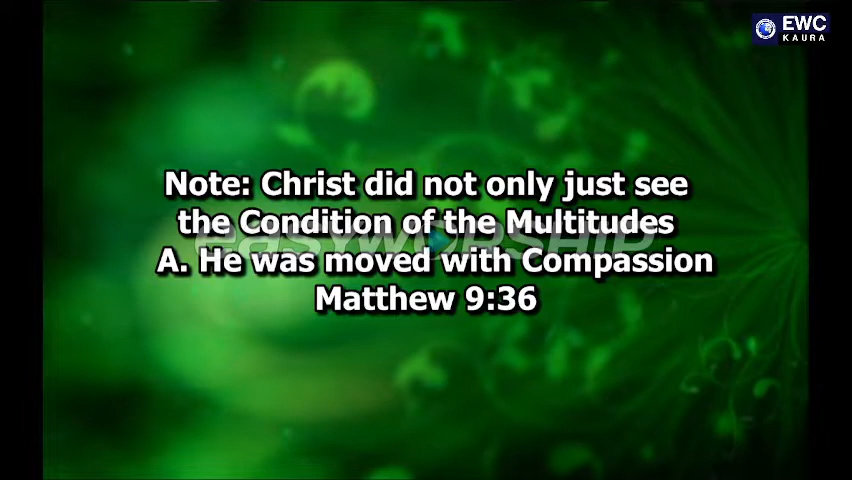 EWC
KAURA
Note: Christ did not only just see
the Condition of the Multitudes
easyworship
A. He was moved with Compassion
Matthew 9:36